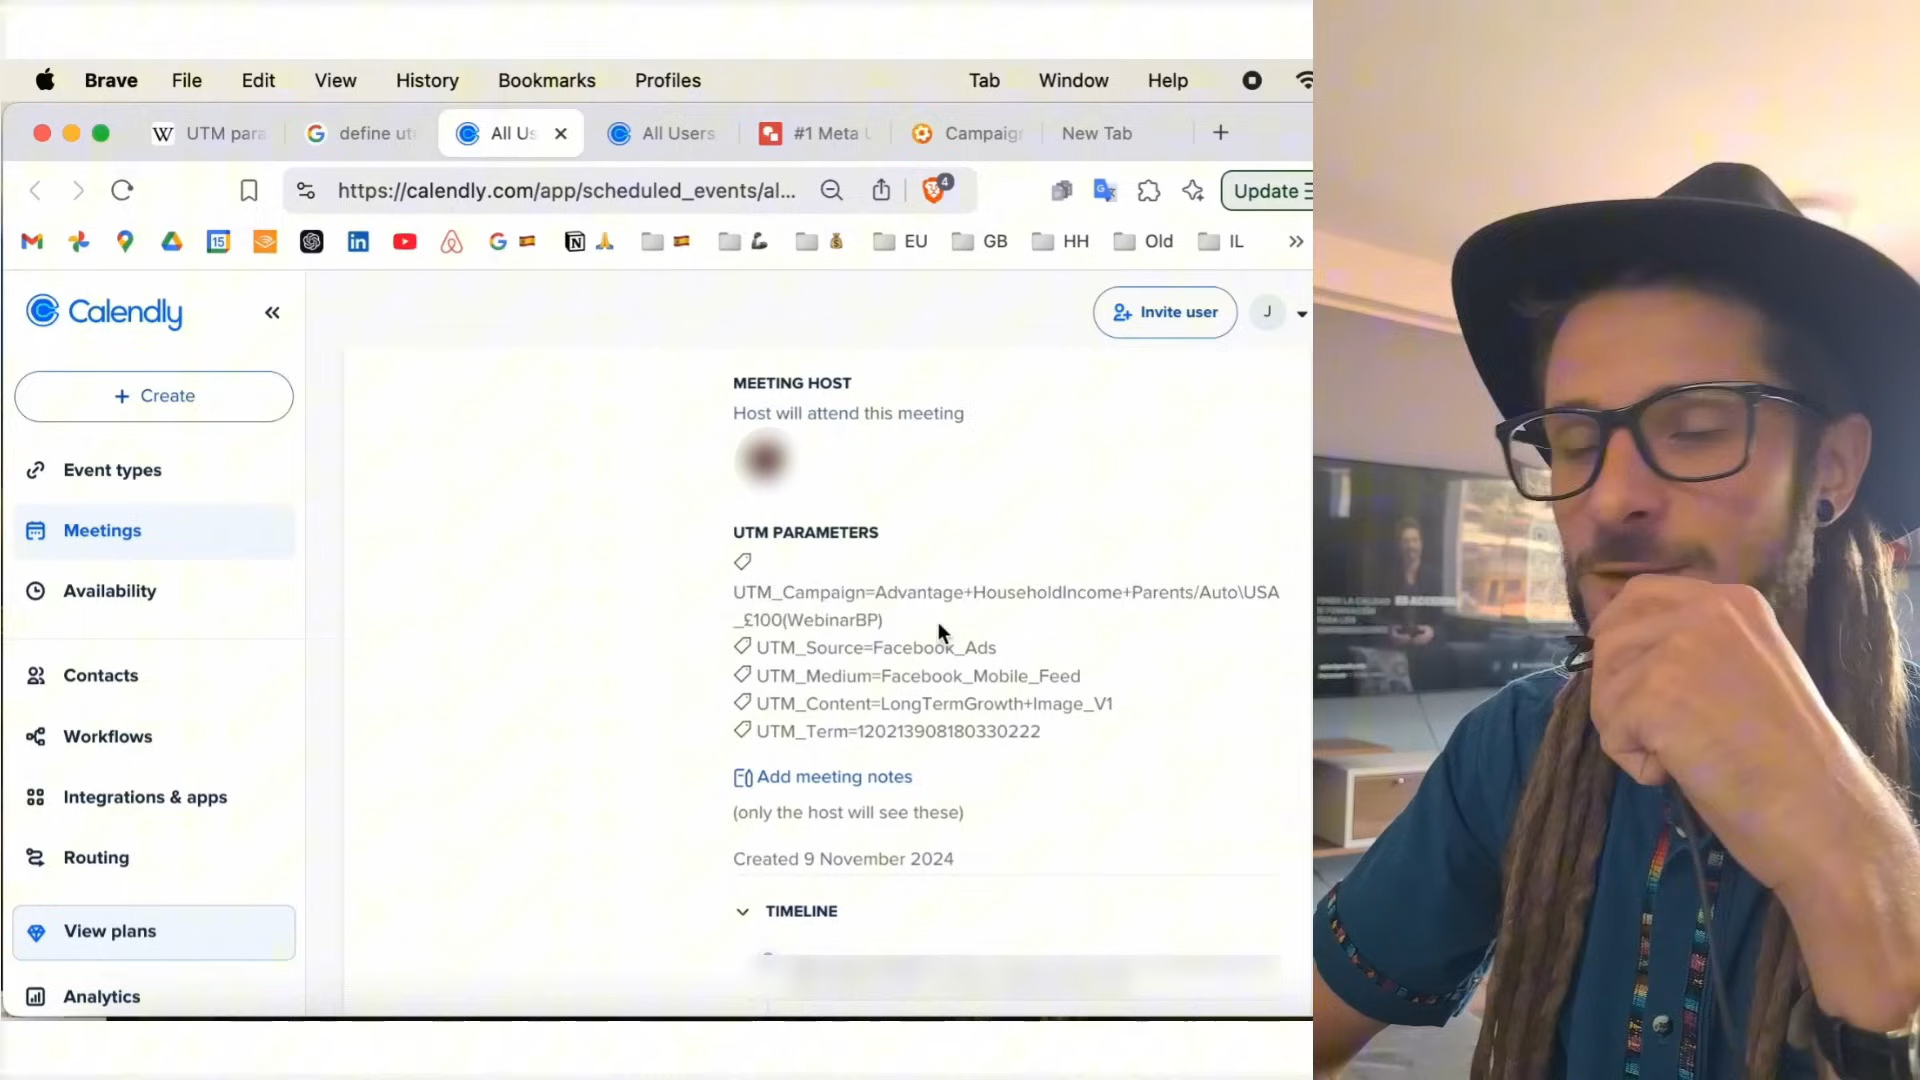 Brave File Edit View History Bookmarks Profiles Tab Window Help
UTM para
define ut
All Us
All Users
#1 Meta U
Campaig
New Tab
https://calendly.com/app/scheduled_events/al...
4
Update
15
EU
GB
HH
Old
IL
Calendly
Invite user
J
Create
Event types
Meetings
Availability
Contacts
Workflows
Integrations & apps
Routing
View plans
Analytics
MEETING HOST
Host will attend this meeting
UTM PARAMETERS
UTM_Campaign=Advantage+HouseholdIncome+Parents/Auto\USA
_£100(WebinarBP)
UTM_Source=Facebook_Ads
UTM_Medium=Facebook_Mobile_Feed
UTM_Content=LongTermGrowth+Image_V1
UTM_Term=120213908180330222
Add meeting notes
(only the host will see these)
Created 9 November 2024
TIMELINE